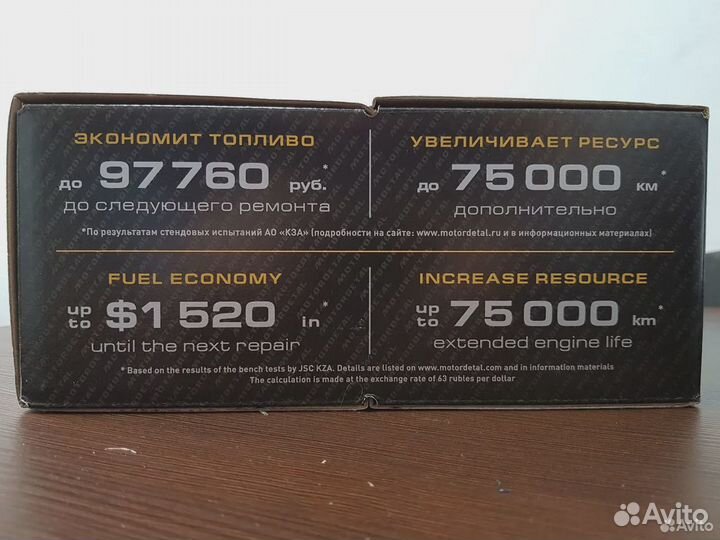 ЭКОНОМИТ ТОПЛИВО
до 97 760 руб.*
до следующего ремонта
УВЕЛИЧИВАЕТ РЕСУРС
до 75 000 км*
дополнительно
*По результатам стендовых испытаний АО «КЗА» (подробности на сайте: www.motordetal.ru и в информационных материалах)
FUEL ECONOMY
up to $1 520 in*
until the next repair
INCREASE RESOURCE
up to 75 000 km*
extended engine life
* Based on the results of the bench tests by JSC KZA. Details are listed on www.motordetal.com and in information materials
The calculation is made at the exchange rate of 63 rubles per dollar
MOTORDETAL
Avito